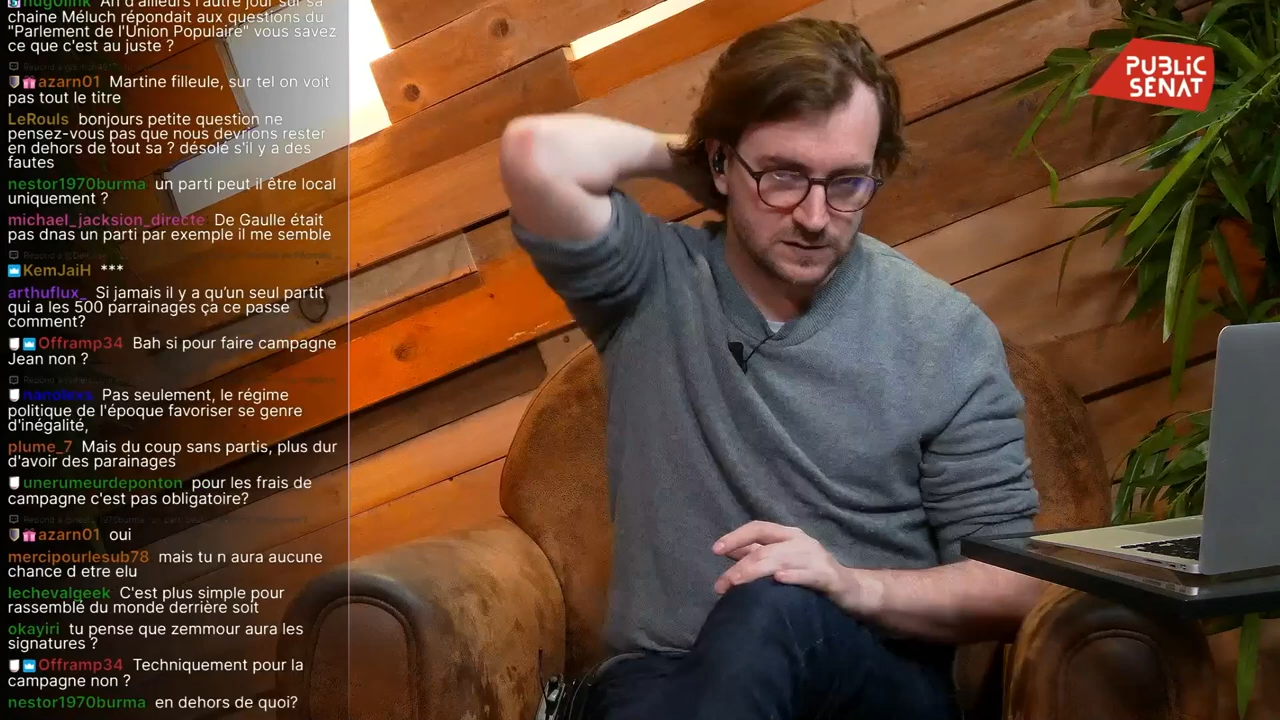 hugolink Ah d'ailleurs l'autre jour sur sa
chaine Méluch répondait aux questions du
"Parlement de l'Union Populaire" vous savez
ce que c'est au juste ?
azarn01 Martine filleule, sur tel on voit
pas tout le titre
LeRouls bonjours petite question ne
pensez-vous pas que nous devrions rester
en dehors de tout sa ? désolé s'il y a des
fautes
nestor1970burma un parti peut il être local
uniquement ?
michael_jacksion_directe De Gaulle était
pas dnas un parti par exemple il me semble
KemJaiH ***
arthuflux_ Si jamais il y a qu'un seul partit
qui a les 500 parrainages ça ce passe
comment?
Offramp34 Bah si pour faire campagne
Jean non ?
Pas seulement, le régime
politique de l'époque favoriser se genre
d'inégalité,
plume_7 Mais du coup sans partis, plus dur
d'avoir des parainages
unerumeurdeponton pour les frais de
campagne c'est pas obligatoire?
azarn01 oui
mercipourlesub78 mais tu n aura aucune
chance d etre elu
lechevalgeek C'est plus simple pour
rassemblé du monde derrière soit
okayiri tu pense que zemmour aura les
signatures ?
Offramp34 Techniquement pour la
campagne non ?
nestor1970burma en dehors de quoi?
PUBLIC
SÉNAT